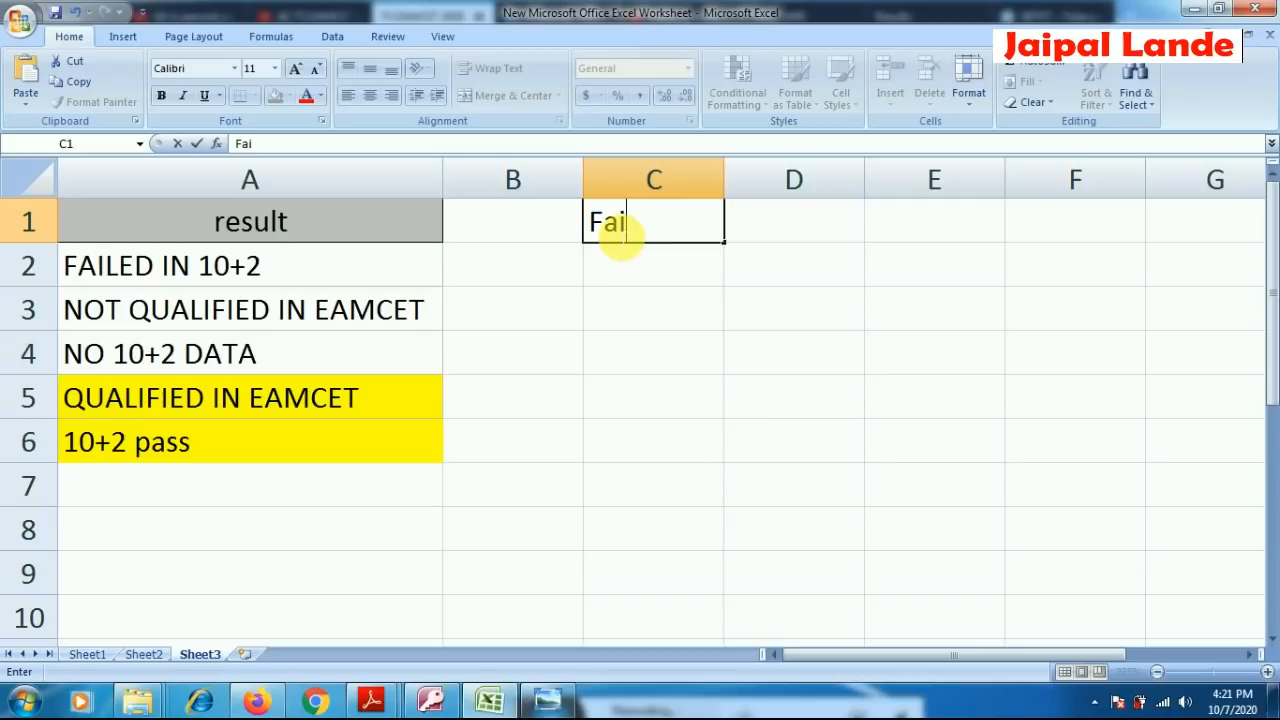 New Microsoft Office Excel Worksheet - Microsoft Excel
Home Insert Page Layout Formulas Data Review View
Jaipal Lande
Paste
Cut
Copy
Format Painter
Clipboard
Calibri 11
B I U
Font
Wrap Text
Merge & Center
Alignment
General
$ % ,
Number
Conditional Formatting
Format as Table
Cell Styles
Styles
Insert Delete Format
Cells
Fill
Clear
Sort & Filter
Find & Select
Editing
C1 fx Fai
A B C D E F G
1 result Fai
2 FAILED IN 10+2
3 NOT QUALIFIED IN EAMCET
4 NO 10+2 DATA
5 QUALIFIED IN EAMCET
6 10+2 pass
7
8
9
10
Sheet1 Sheet2 Sheet3
Enter
4:21 PM
10/7/2020